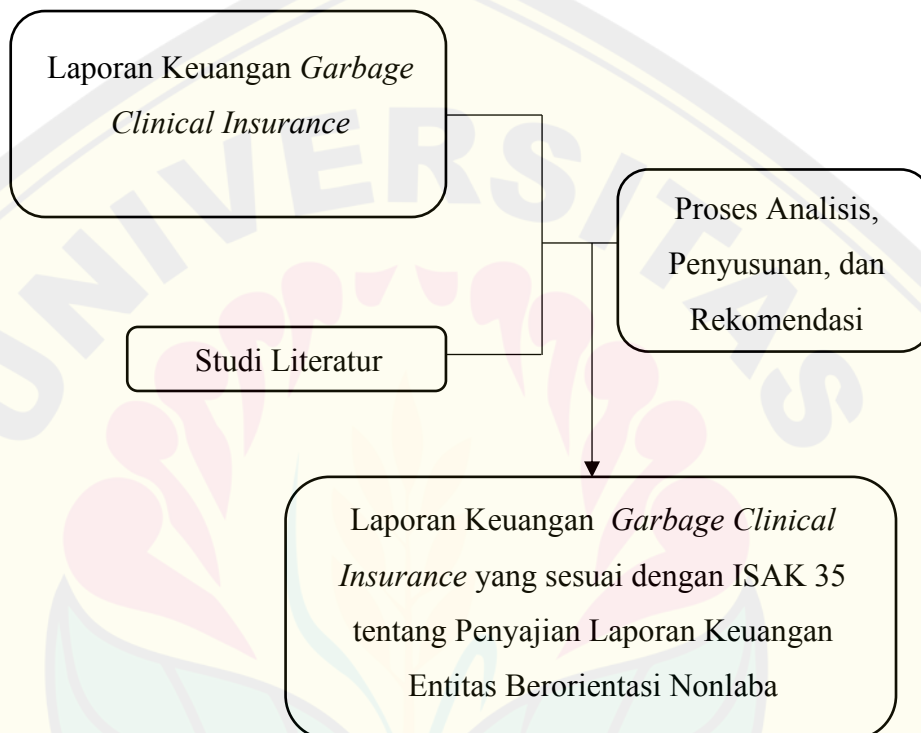 Laporan Keuangan Garbage
Clinical Insurance
Proses Analisis,
Penyusunan, dan
Rekomendasi
Studi Literatur
Laporan Keuangan Garbage Clinical
Insurance yang sesuai dengan ISAK 35
tentang Penyajian Laporan Keuangan
Entitas Berorientasi Nonlaba
UNIVERSITAS